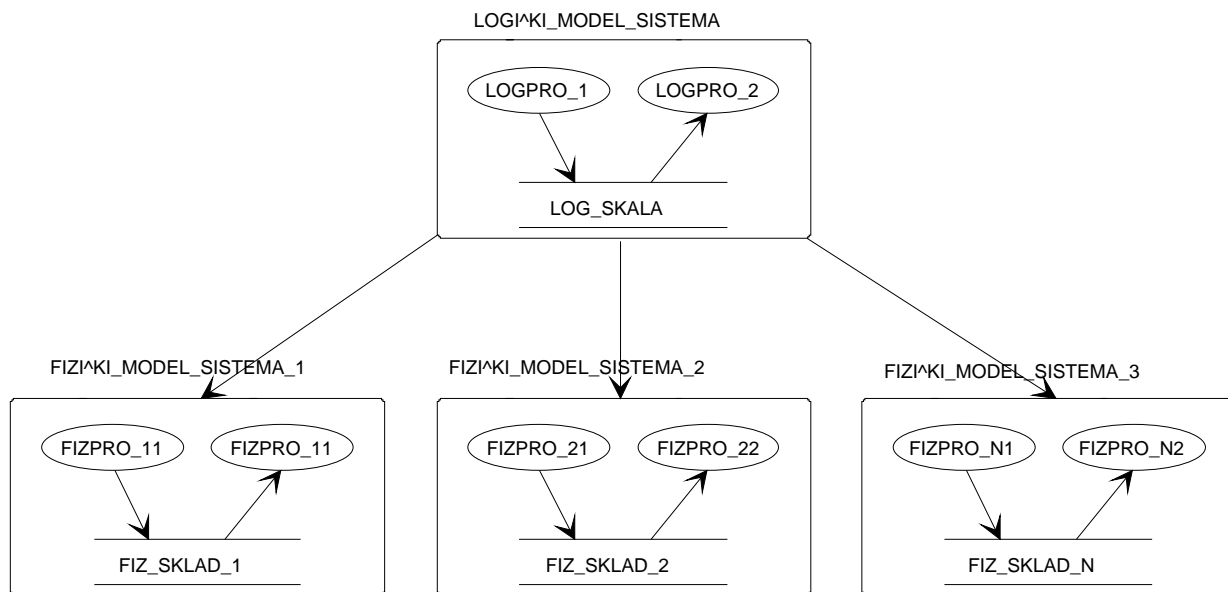 LOGI^KI_MODEL_SISTEMA
LOGPRO_1
LOGPRO_2
LOG_SKALA
FIZI^KI_MODEL_SISTEMA_1
FIZI^KI_MODEL_SISTEMA_2
FIZI^KI_MODEL_SISTEMA_3
FIZPRO_11
FIZPRO_11
FIZPRO_21
FIZPRO_22
FIZPRO_N1
FIZPRO_N2
FIZ_SKLAD_1
FIZ_SKLAD_2
FIZ_SKLAD_N